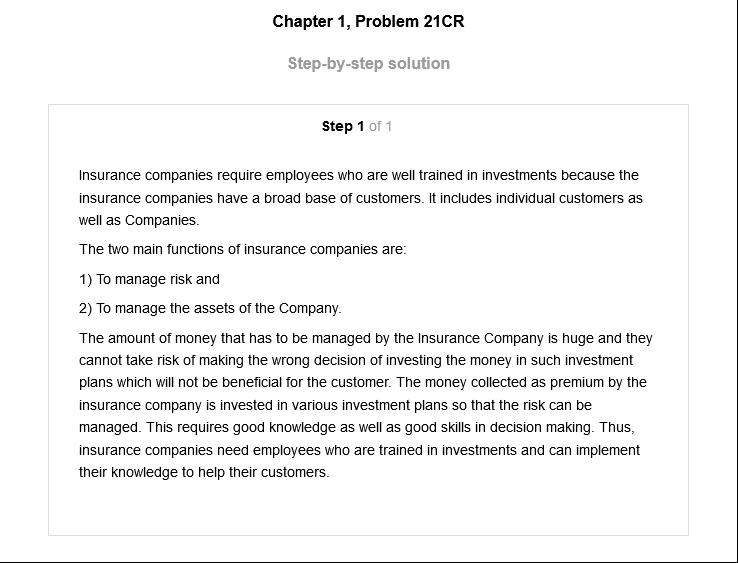 Chapter 1, Problem 21CR
Step-by-step solution
Step 1 of 1
Insurance companies require employees who are well trained in investments because the
insurance companies have a broad base of customers. It includes individual customers as
well as Companies.
The two main functions of insurance companies are:
1) To manage risk and
2) To manage the assets of the Company.
The amount of money that has to be managed by the Insurance Company is huge and they
cannot take risk of making the wrong decision of investing the money in such investment
plans which will not be beneficial for the customer. The money collected as premium by the
insurance company is invested in various investment plans so that the risk can be
managed. This requires good knowledge as well as good skills in decision making. Thus,
insurance companies need employees who are trained in investments and can implement
their knowledge to help their customers.